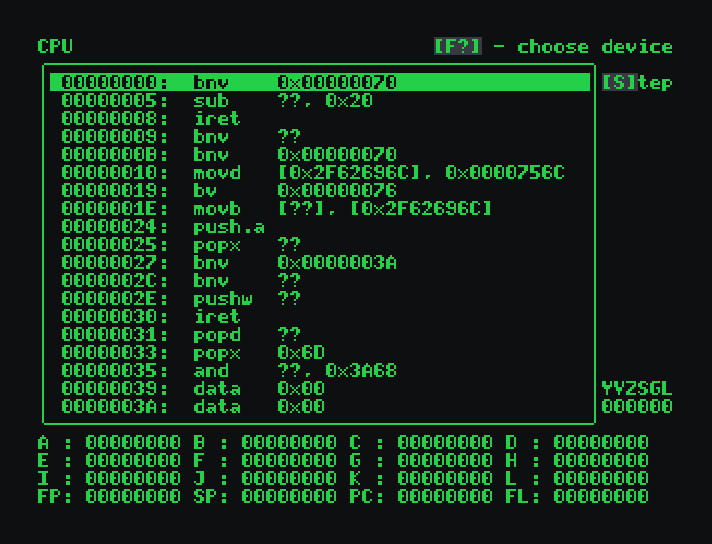 CPU [F?] - choose device
00000000: bnv 0x00000070 [S]tep
00000005: sub ??, 0x20
00000008: iret
00000009: bnv ??
0000000B: bnv 0x00000070
00000010: movd [0x2F62696C], 0x0000756C
00000019: bv 0x00000076
0000001E: movb [??], [0x2F62696C]
00000024: push.a
00000025: popx ??
00000027: bnv 0x0000003A
0000002C: bnv ??
0000002E: pushw ??
00000030: iret
00000031: popd ??
00000033: popx 0x6D
00000035: and ??, 0x3A68
00000039: data 0x00 YVZSGL
0000003A: data 0x00 000000
A : 00000000 B : 00000000 C : 00000000 D : 00000000
E : 00000000 F : 00000000 G : 00000000 H : 00000000
I : 00000000 J : 00000000 K : 00000000 L : 00000000
FP: 00000000 SP: 00000000 PC: 00000000 FL: 00000000